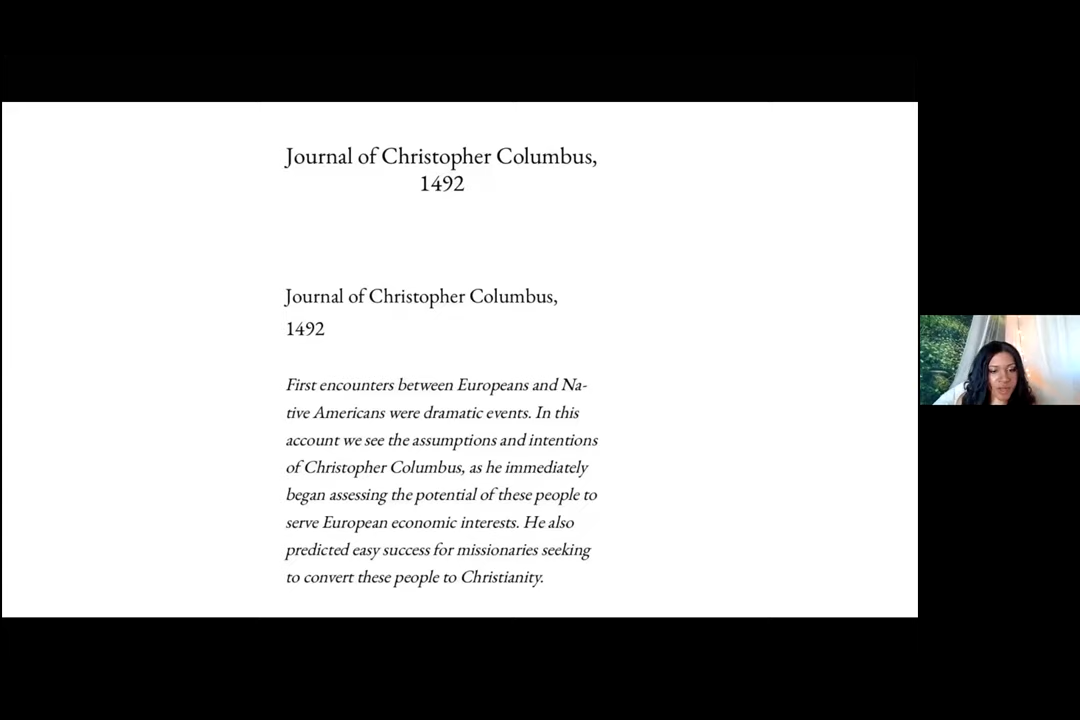 Journal of Christopher Columbus,
1492
Journal of Christopher Columbus,
1492
First encounters between Europeans and Na-
tive Americans were dramatic events. In this
account we see the assumptions and intentions
of Christopher Columbus, as he immediately
began assessing the potential of these people to
serve European economic interests. He also
predicted easy success for missionaries seeking
to convert these people to Christianity.